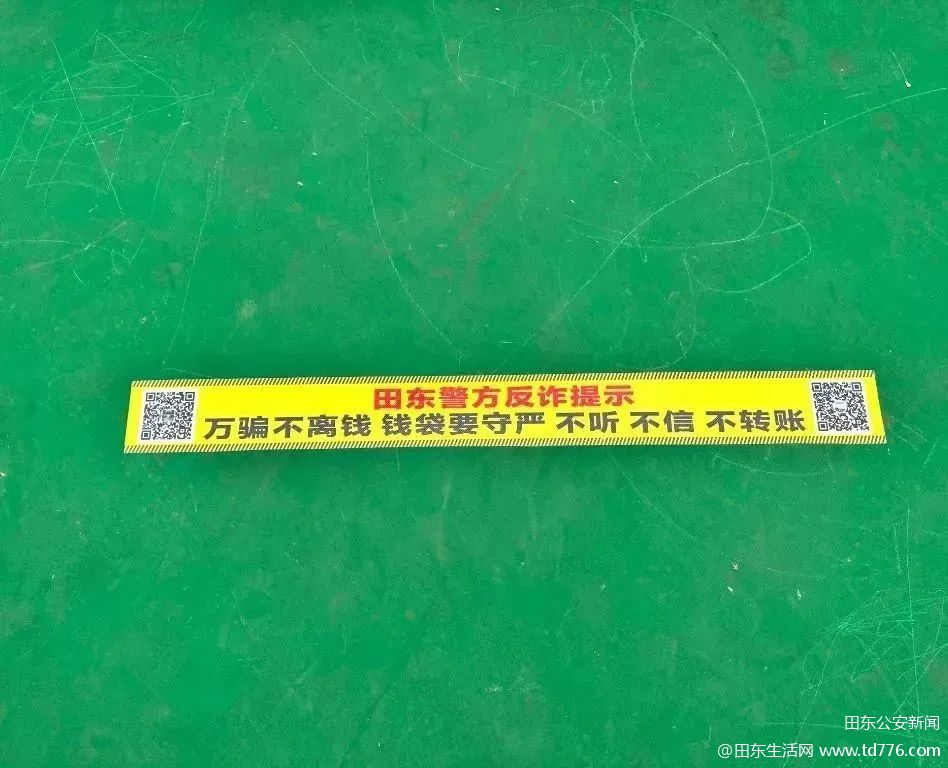 田东警方反诈提示
万骗不离钱 钱袋要守严 不听 不信 不转账
田东公安新闻
@田东生活网 www.td776.com